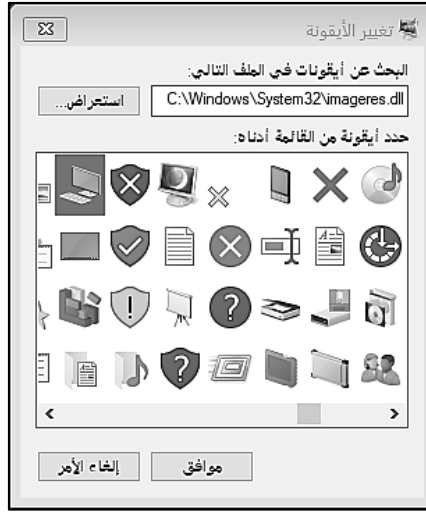 تغيير الأيقونة
البحث عن أيقونات في الملف التالي:
C:\Windows\System32\imageres.dll
استعراض...
حدد أيقونة من القائمة أدناه:
موافق
إلغاء الأمر